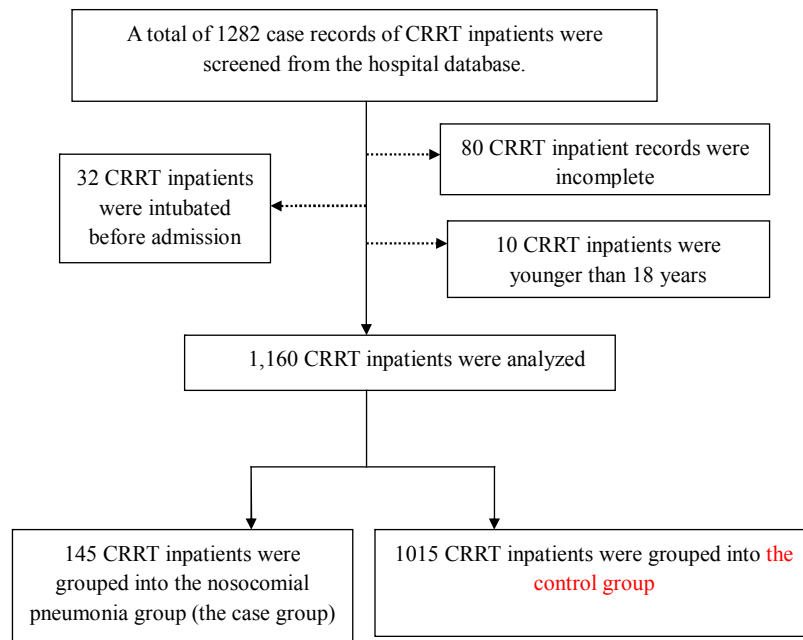 A total of 1282 case records of CRRT inpatients were
screened from the hospital database.
80 CRRT inpatient records were
incomplete
32 CRRT inpatients
were intubated
before admission
10 CRRT inpatients were
younger than 18 years
1,160 CRRT inpatients were analyzed
145 CRRT inpatients were
grouped into the nosocomial
pneumonia group (the case group)
1015 CRRT inpatients were grouped into the
control group